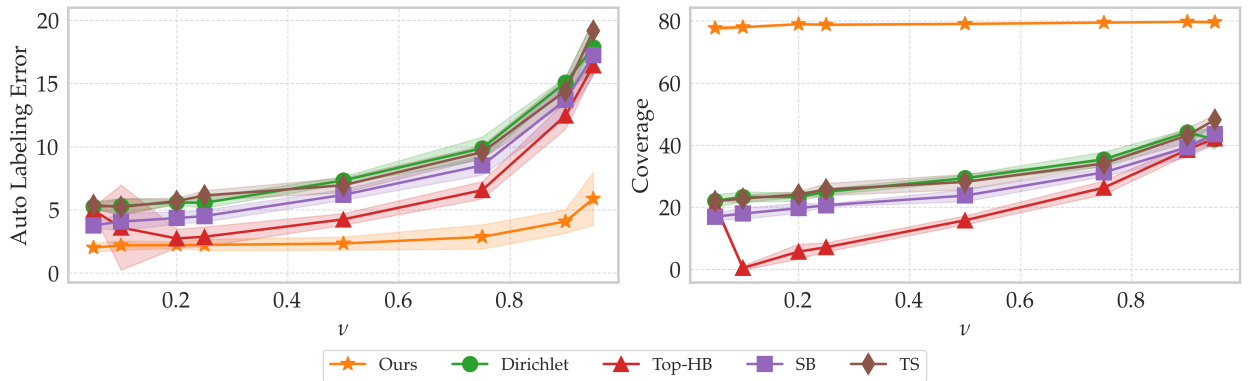 Auto Labeling Error
20
15
10
5
0
0.2 0.4 0.6 0.8
ν
Coverage
80
60
40
20
0
0.2 0.4 0.6 0.8
ν
Ours Dirichlet Top-HB SB TS